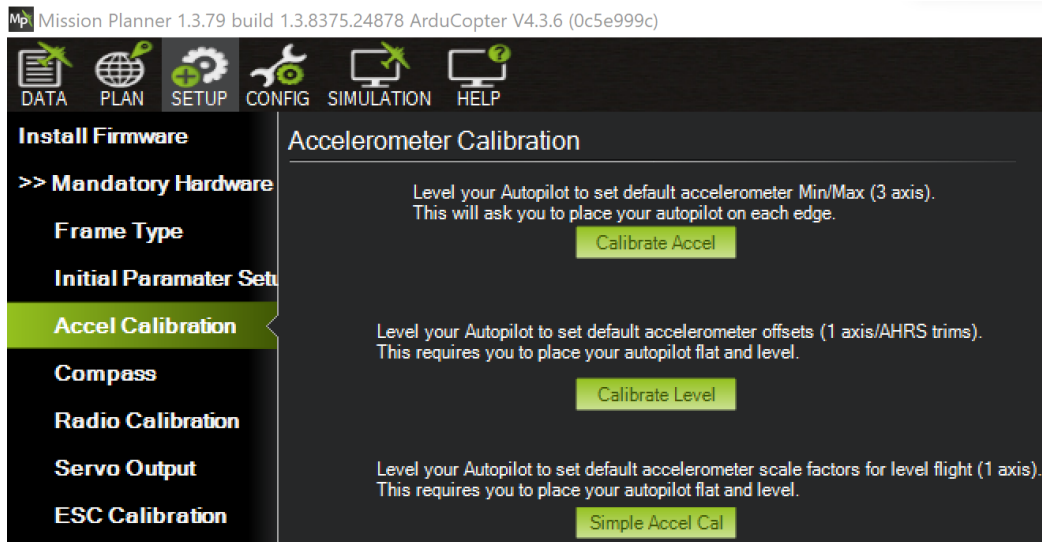 Mission Planner 1.3.79 build 1.3.8375.24878 ArduCopter V4.3.6 (0c5e999c)
DATA PLAN SETUP CONFIG SIMULATION HELP
Install Firmware
>> Mandatory Hardware
Frame Type
Initial Paramater Setu
Accel Calibration
Compass
Radio Calibration
Servo Output
ESC Calibration
Accelerometer Calibration
Level your Autopilot to set default accelerometer Min/Max (3 axis).
This will ask you to place your autopilot on each edge.
Calibrate Accel
Level your Autopilot to set default accelerometer offsets (1 axis/AHRS trims).
This requires you to place your autopilot flat and level.
Calibrate Level
Level your Autopilot to set default accelerometer scale factors for level flight (1 axis).
This requires you to place your autopilot flat and level.
Simple Accel Cal